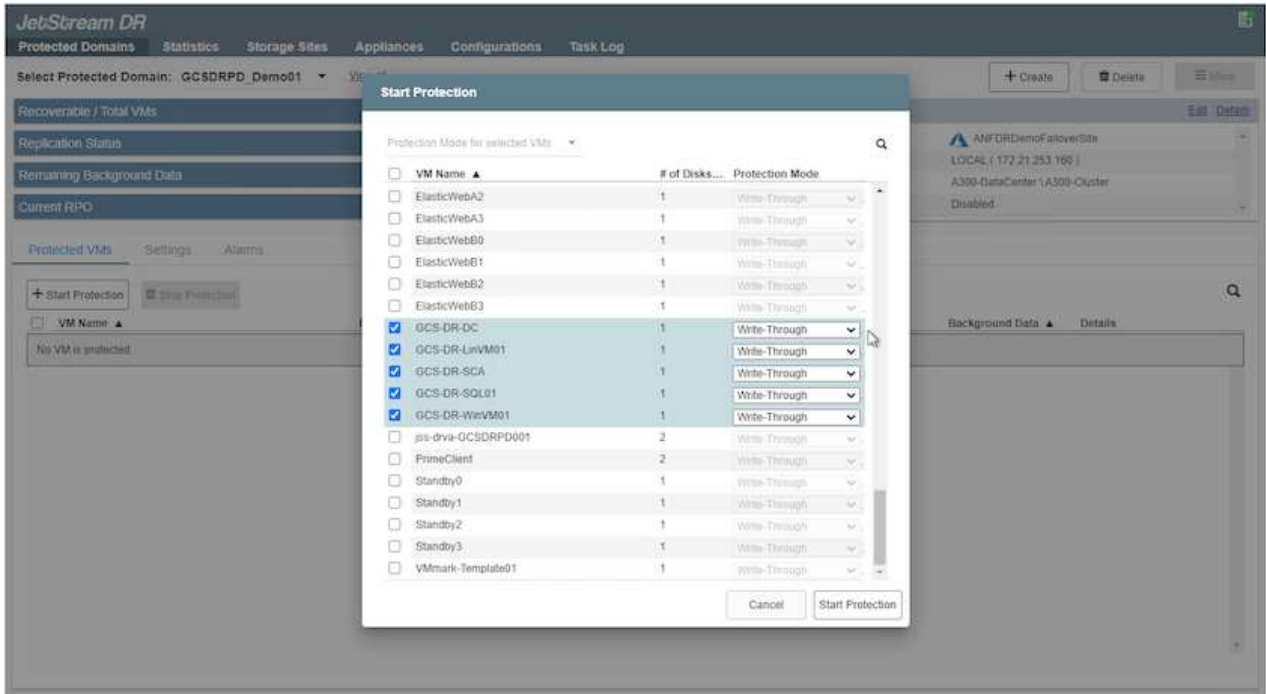 JetStream DR
Protected Domains Statistics Storage Sites Appliances Configurations Task Log
Select Protected Domain: GCSDRPD_Demo01
+ Create Delete
Start Protection
Recoverable / Total VMs
Edit Details
Replication Status
ANFDRDemoFailoverSite
Protection Mode for selected VMs
LOCAL ( 172.21.253.160 )
Remaining Background Data
VM Name ▲ # of Disks... Protection Mode
A300-DataCenter \ A300-Cluster
ElasticWebA2 1 Write-Through
Current RPO
Disabled
ElasticWebA3 1 Write-Through
ElasticWebB0 1 Write-Through
Protected VMs Settings Alarms
ElasticWebB1 1 Write-Through
ElasticWebB2 1 Write-Through
+ Start Protection Stop Protection
ElasticWebB3 1 Write-Through
VM Name ▲
Background Data ▲ Details
GCS-DR-DC 1 Write-Through
No VM is protected.
GCS-DR-LinVM01 1 Write-Through
GCS-DR-SCA 1 Write-Through
GCS-DR-SQL01 1 Write-Through
GCS-DR-WinVM01 1 Write-Through
jss-drva-GCSDRPD001 2 Write-Through
PrimeClient 2 Write-Through
Standby0 1 Write-Through
Standby1 1 Write-Through
Standby2 1 Write-Through
Standby3 1 Write-Through
VMmark-Template01 1 Write-Through
Cancel Start Protection